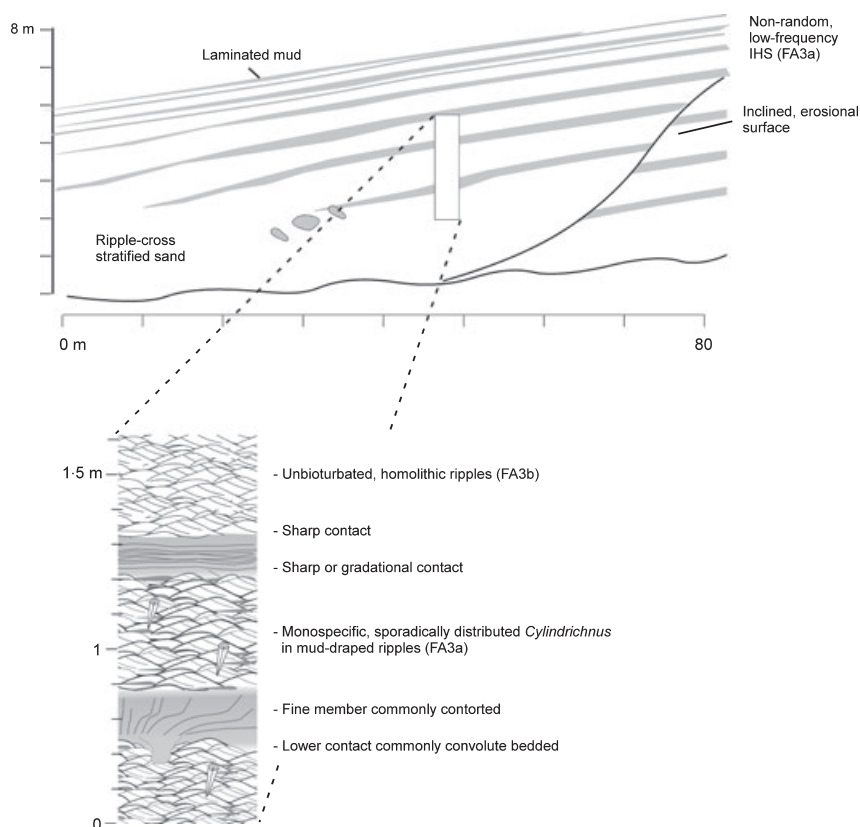 8 m
Laminated mud
Non-random,
low-frequency
IHS (FA3a)
Inclined, erosional
surface
Ripple-cross
stratified sand
0 m
80
1·5 m
- Unbioturbated, homolithic ripples (FA3b)
- Sharp contact
- Sharp or gradational contact
- Monospecific, sporadically distributed Cylindrichnus
in mud-draped ripples (FA3a)
1
- Fine member commonly contorted
- Lower contact commonly convolute bedded
0